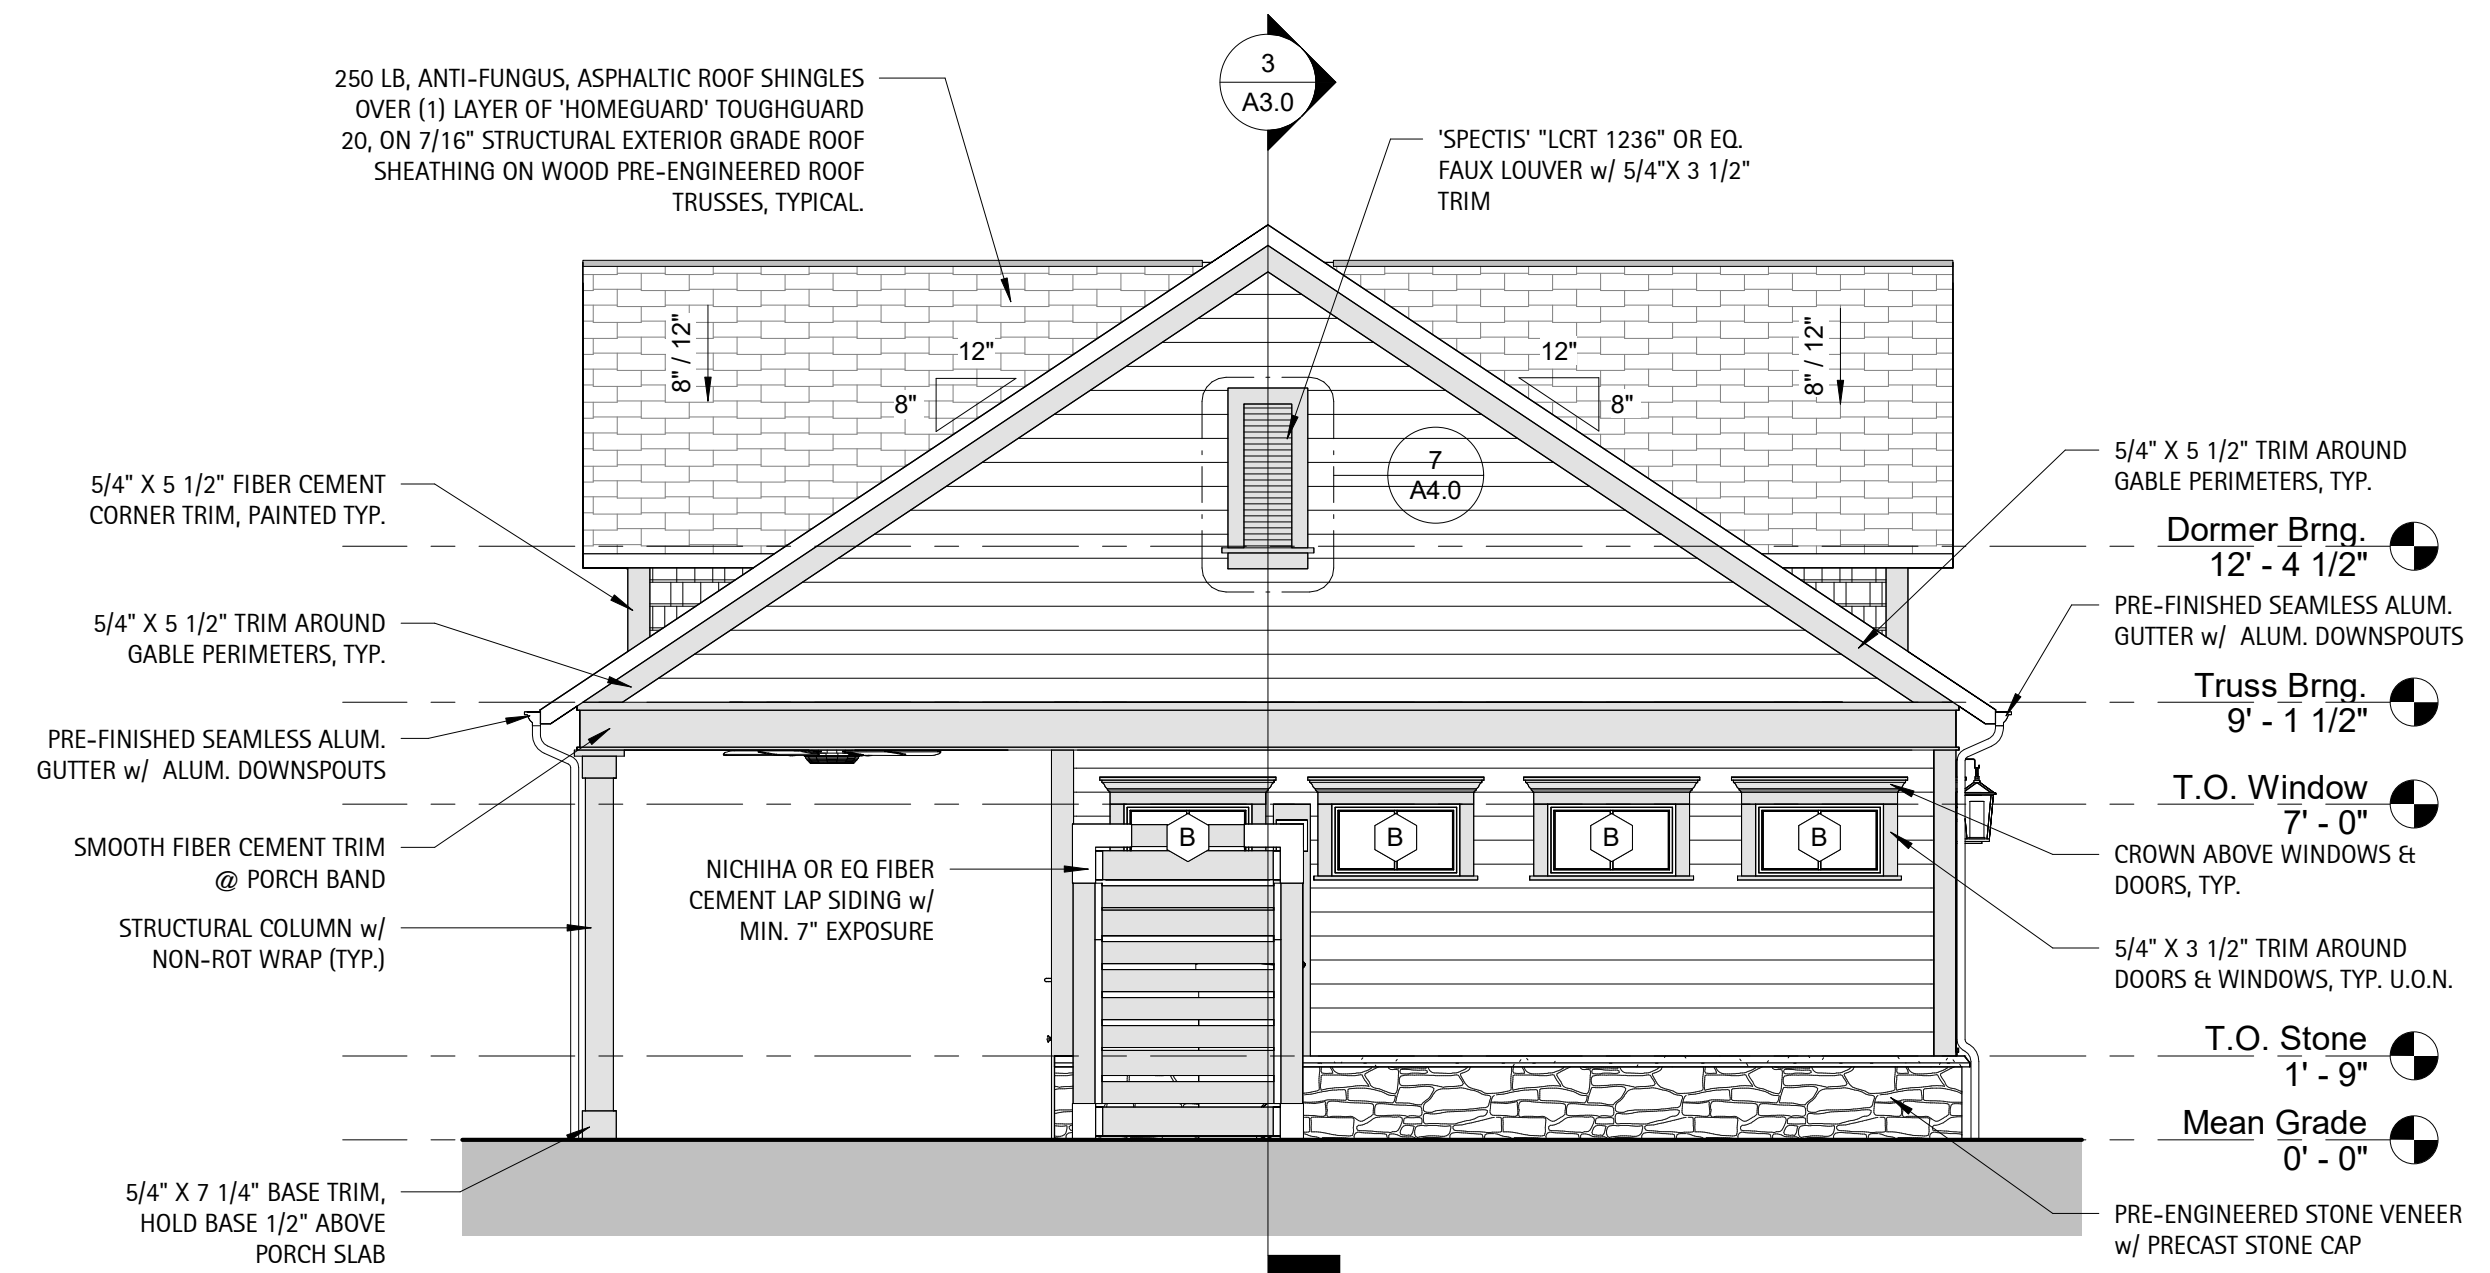 3
A3.0
250 LB, ANTI-FUNGUS, ASPHALTIC ROOF SHINGLES
OVER (1) LAYER OF 'HOMEGUARD' TOUGHGUARD
20, ON 7/16" STRUCTURAL EXTERIOR GRADE ROOF
SHEATHING ON WOOD PRE-ENGINEERED ROOF
TRUSSES, TYPICAL.
'SPECTIS' "LCRT 1236" OR EQ.
FAUX LOUVER w/ 5/4"X 3 1/2"
TRIM
8" / 12"
12"
8"
12"
8"
8" / 12"
7
A4.0
5/4" X 5 1/2" FIBER CEMENT
CORNER TRIM, PAINTED TYP.
5/4" X 5 1/2" TRIM AROUND
GABLE PERIMETERS, TYP.
PRE-FINISHED SEAMLESS ALUM.
GUTTER w/ ALUM. DOWNSPOUTS
SMOOTH FIBER CEMENT TRIM
@ PORCH BAND
STRUCTURAL COLUMN w/
NON-ROT WRAP (TYP.)
5/4" X 7 1/4" BASE TRIM,
HOLD BASE 1/2" ABOVE
PORCH SLAB
NICHIHA OR EQ FIBER
CEMENT LAP SIDING w/
MIN. 7" EXPOSURE
B
B
B
B
5/4" X 5 1/2" TRIM AROUND
GABLE PERIMETERS, TYP.
Dormer Brng.
12' - 4 1/2"
PRE-FINISHED SEAMLESS ALUM.
GUTTER w/ ALUM. DOWNSPOUTS
Truss Brng.
9' - 1 1/2"
T.O. Window
7' - 0"
CROWN ABOVE WINDOWS &
DOORS, TYP.
5/4" X 3 1/2" TRIM AROUND
DOORS & WINDOWS, TYP. U.O.N.
T.O. Stone
1' - 9"
Mean Grade
0' - 0"
PRE-ENGINEERED STONE VENEER
w/ PRECAST STONE CAP